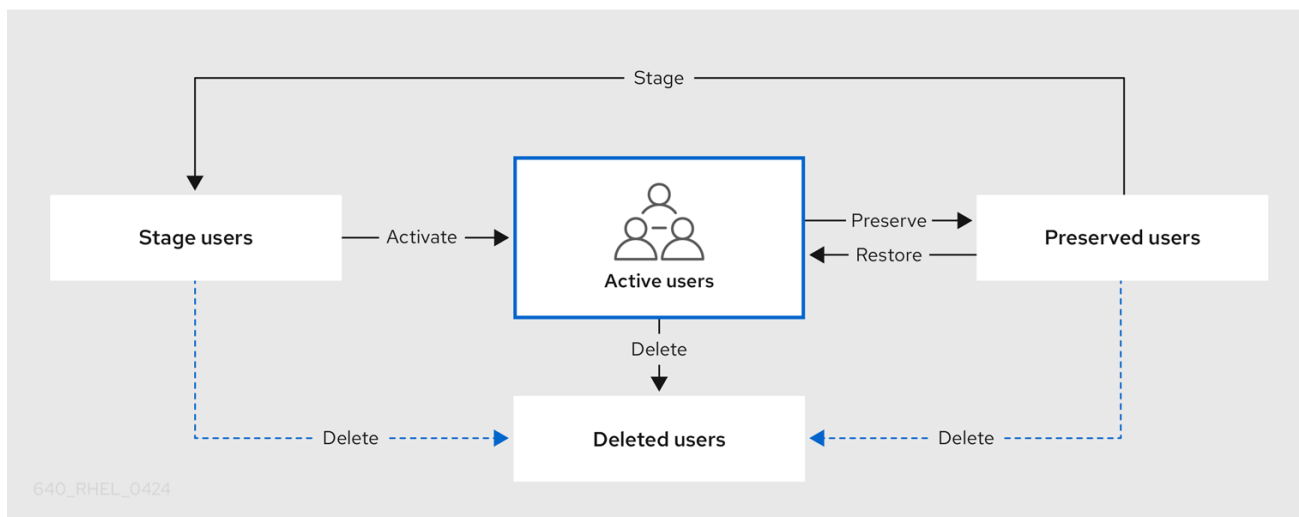 Stage
Stage users
Activate
Active users
Preserve
Restore
Preserved users
Delete
Delete
Deleted users
Delete
640_RHEL_0424